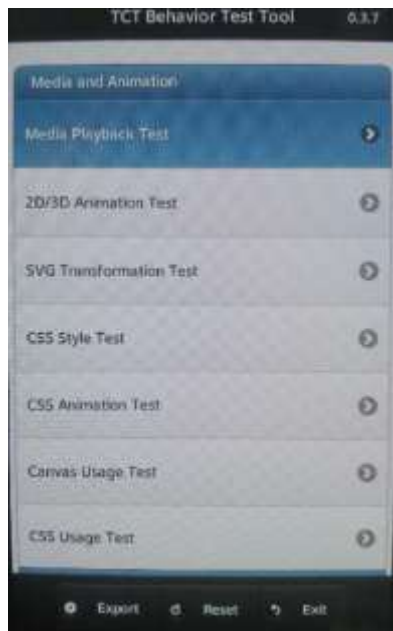 TCT Behavior Test Tool 0.3.7
Media and Animation
Media Playback Test
2D/3D Animation Test
SVG Transformation Test
CSS Style Test
CSS Animation Test
Canvas Usage Test
CSS Usage Test
Export Reset Exit